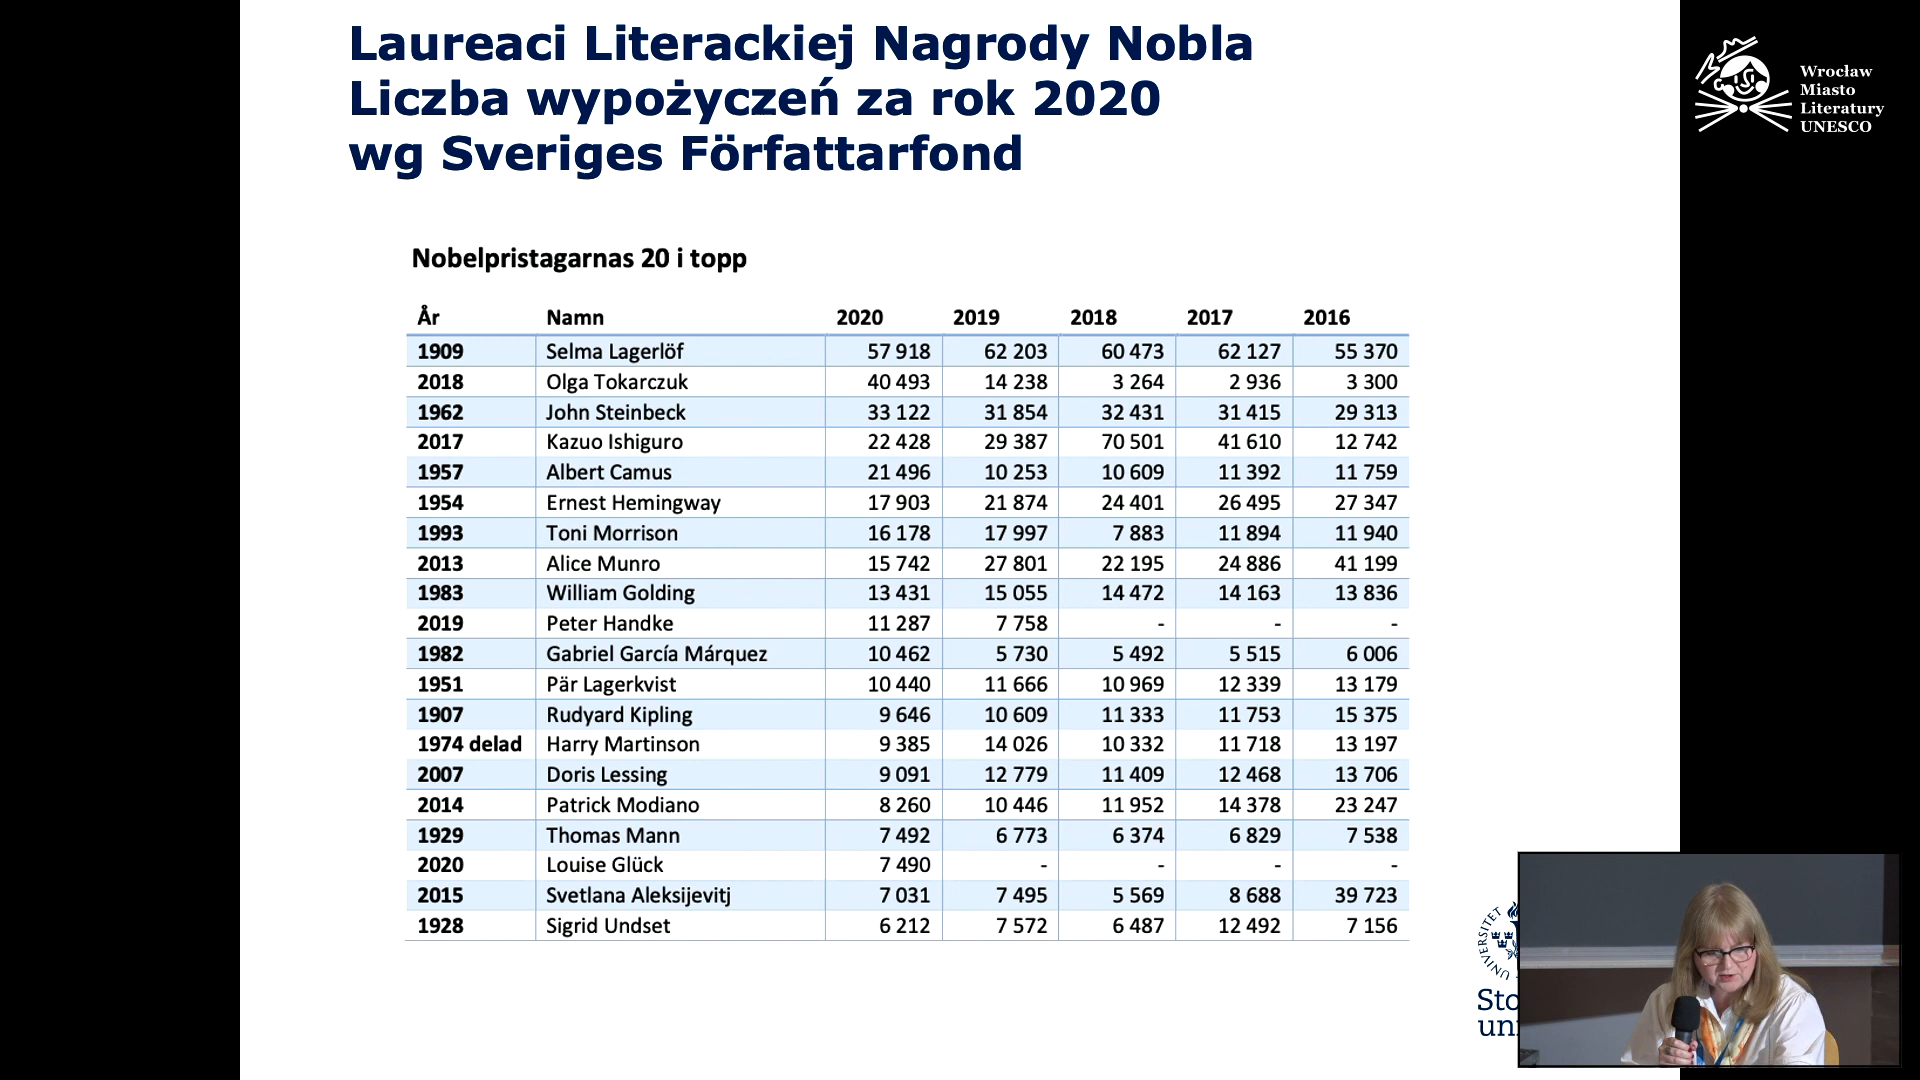 Laureaci Literackiej Nagrody Nobla
Liczba wypożyczeń za rok 2020
wg Sveriges Författarfond
Wrocław
Miasto
Literatury
UNESCO
Nobelpristagarnas 20 i topp
År Namn 2020 2019 2018 2017 2016
1909 Selma Lagerlöf 57 918 62 203 60 473 62 127 55 370
2018 Olga Tokarczuk 40 493 14 238 3 264 2 936 3 300
1962 John Steinbeck 33 122 31 854 32 431 31 415 29 313
2017 Kazuo Ishiguro 22 428 29 387 70 501 41 610 12 742
1957 Albert Camus 21 496 10 253 10 609 11 392 11 759
1954 Ernest Hemingway 17 903 21 874 24 401 26 495 27 347
1993 Toni Morrison 16 178 17 997 7 883 11 894 11 940
2013 Alice Munro 15 742 27 801 22 195 24 886 41 199
1983 William Golding 13 431 15 055 14 472 14 163 13 836
2019 Peter Handke 11 287 7 758 - - -
1982 Gabriel García Márquez 10 462 5 730 5 492 5 515 6 006
1951 Pär Lagerkvist 10 440 11 666 10 969 12 339 13 179
1907 Rudyard Kipling 9 646 10 609 11 333 11 753 15 375
1974 delad Harry Martinson 9 385 14 026 10 332 11 718 13 197
2007 Doris Lessing 9 091 12 779 11 409 12 468 13 706
2014 Patrick Modiano 8 260 10 446 11 952 14 378 23 247
1929 Thomas Mann 7 492 6 773 6 374 6 829 7 538
2020 Louise Glück 7 490 - - - -
2015 Svetlana Aleksijevitj 7 031 7 495 5 569 8 688 39 723
1928 Sigrid Undset 6 212 7 572 6 487 12 492 7 156